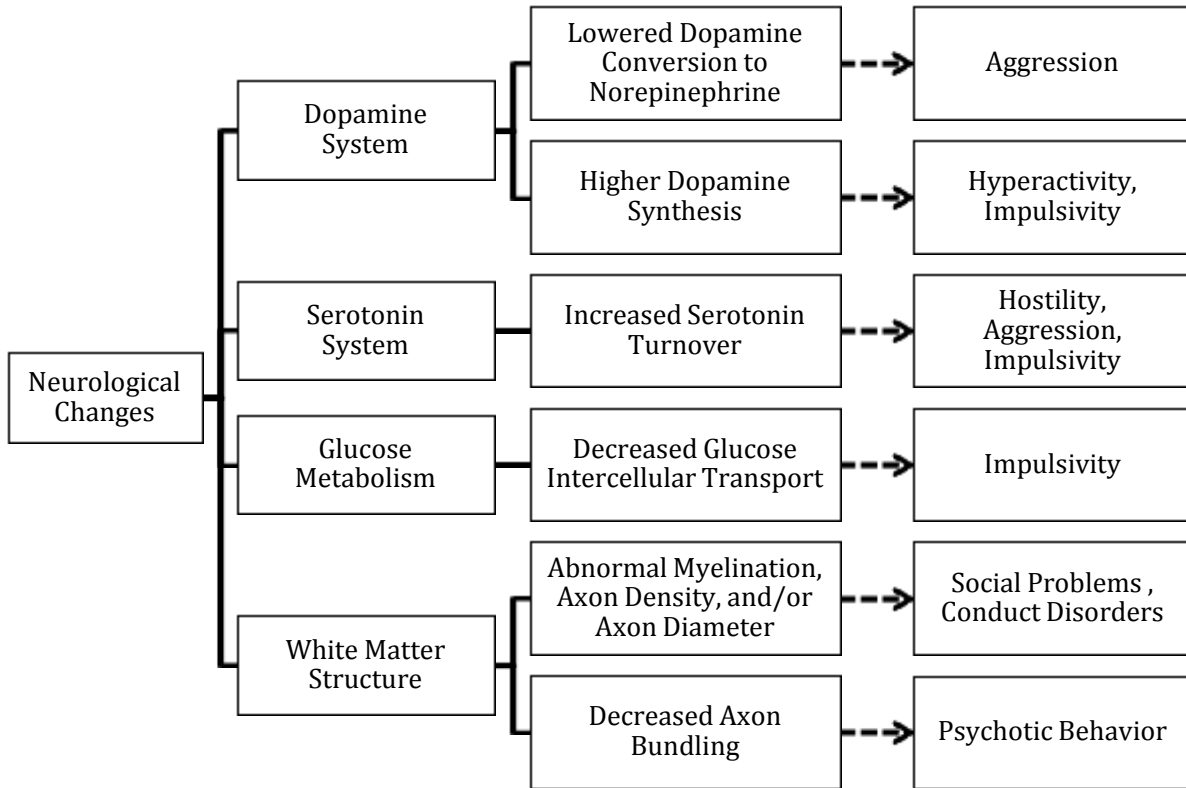 Neurological
Changes
Dopamine
System
Lowered Dopamine
Conversion to
Norepinephrine
Aggression
Higher Dopamine
Synthesis
Hyperactivity,
Impulsivity
Serotonin
System
Increased Serotonin
Turnover
Hostility,
Aggression,
Impulsivity
Glucose
Metabolism
Decreased Glucose
Intercellular Transport
Impulsivity
White Matter
Structure
Abnormal Myelination,
Axon Density, and/or
Axon Diameter
Social Problems ,
Conduct Disorders
Decreased Axon
Bundling
Psychotic Behavior